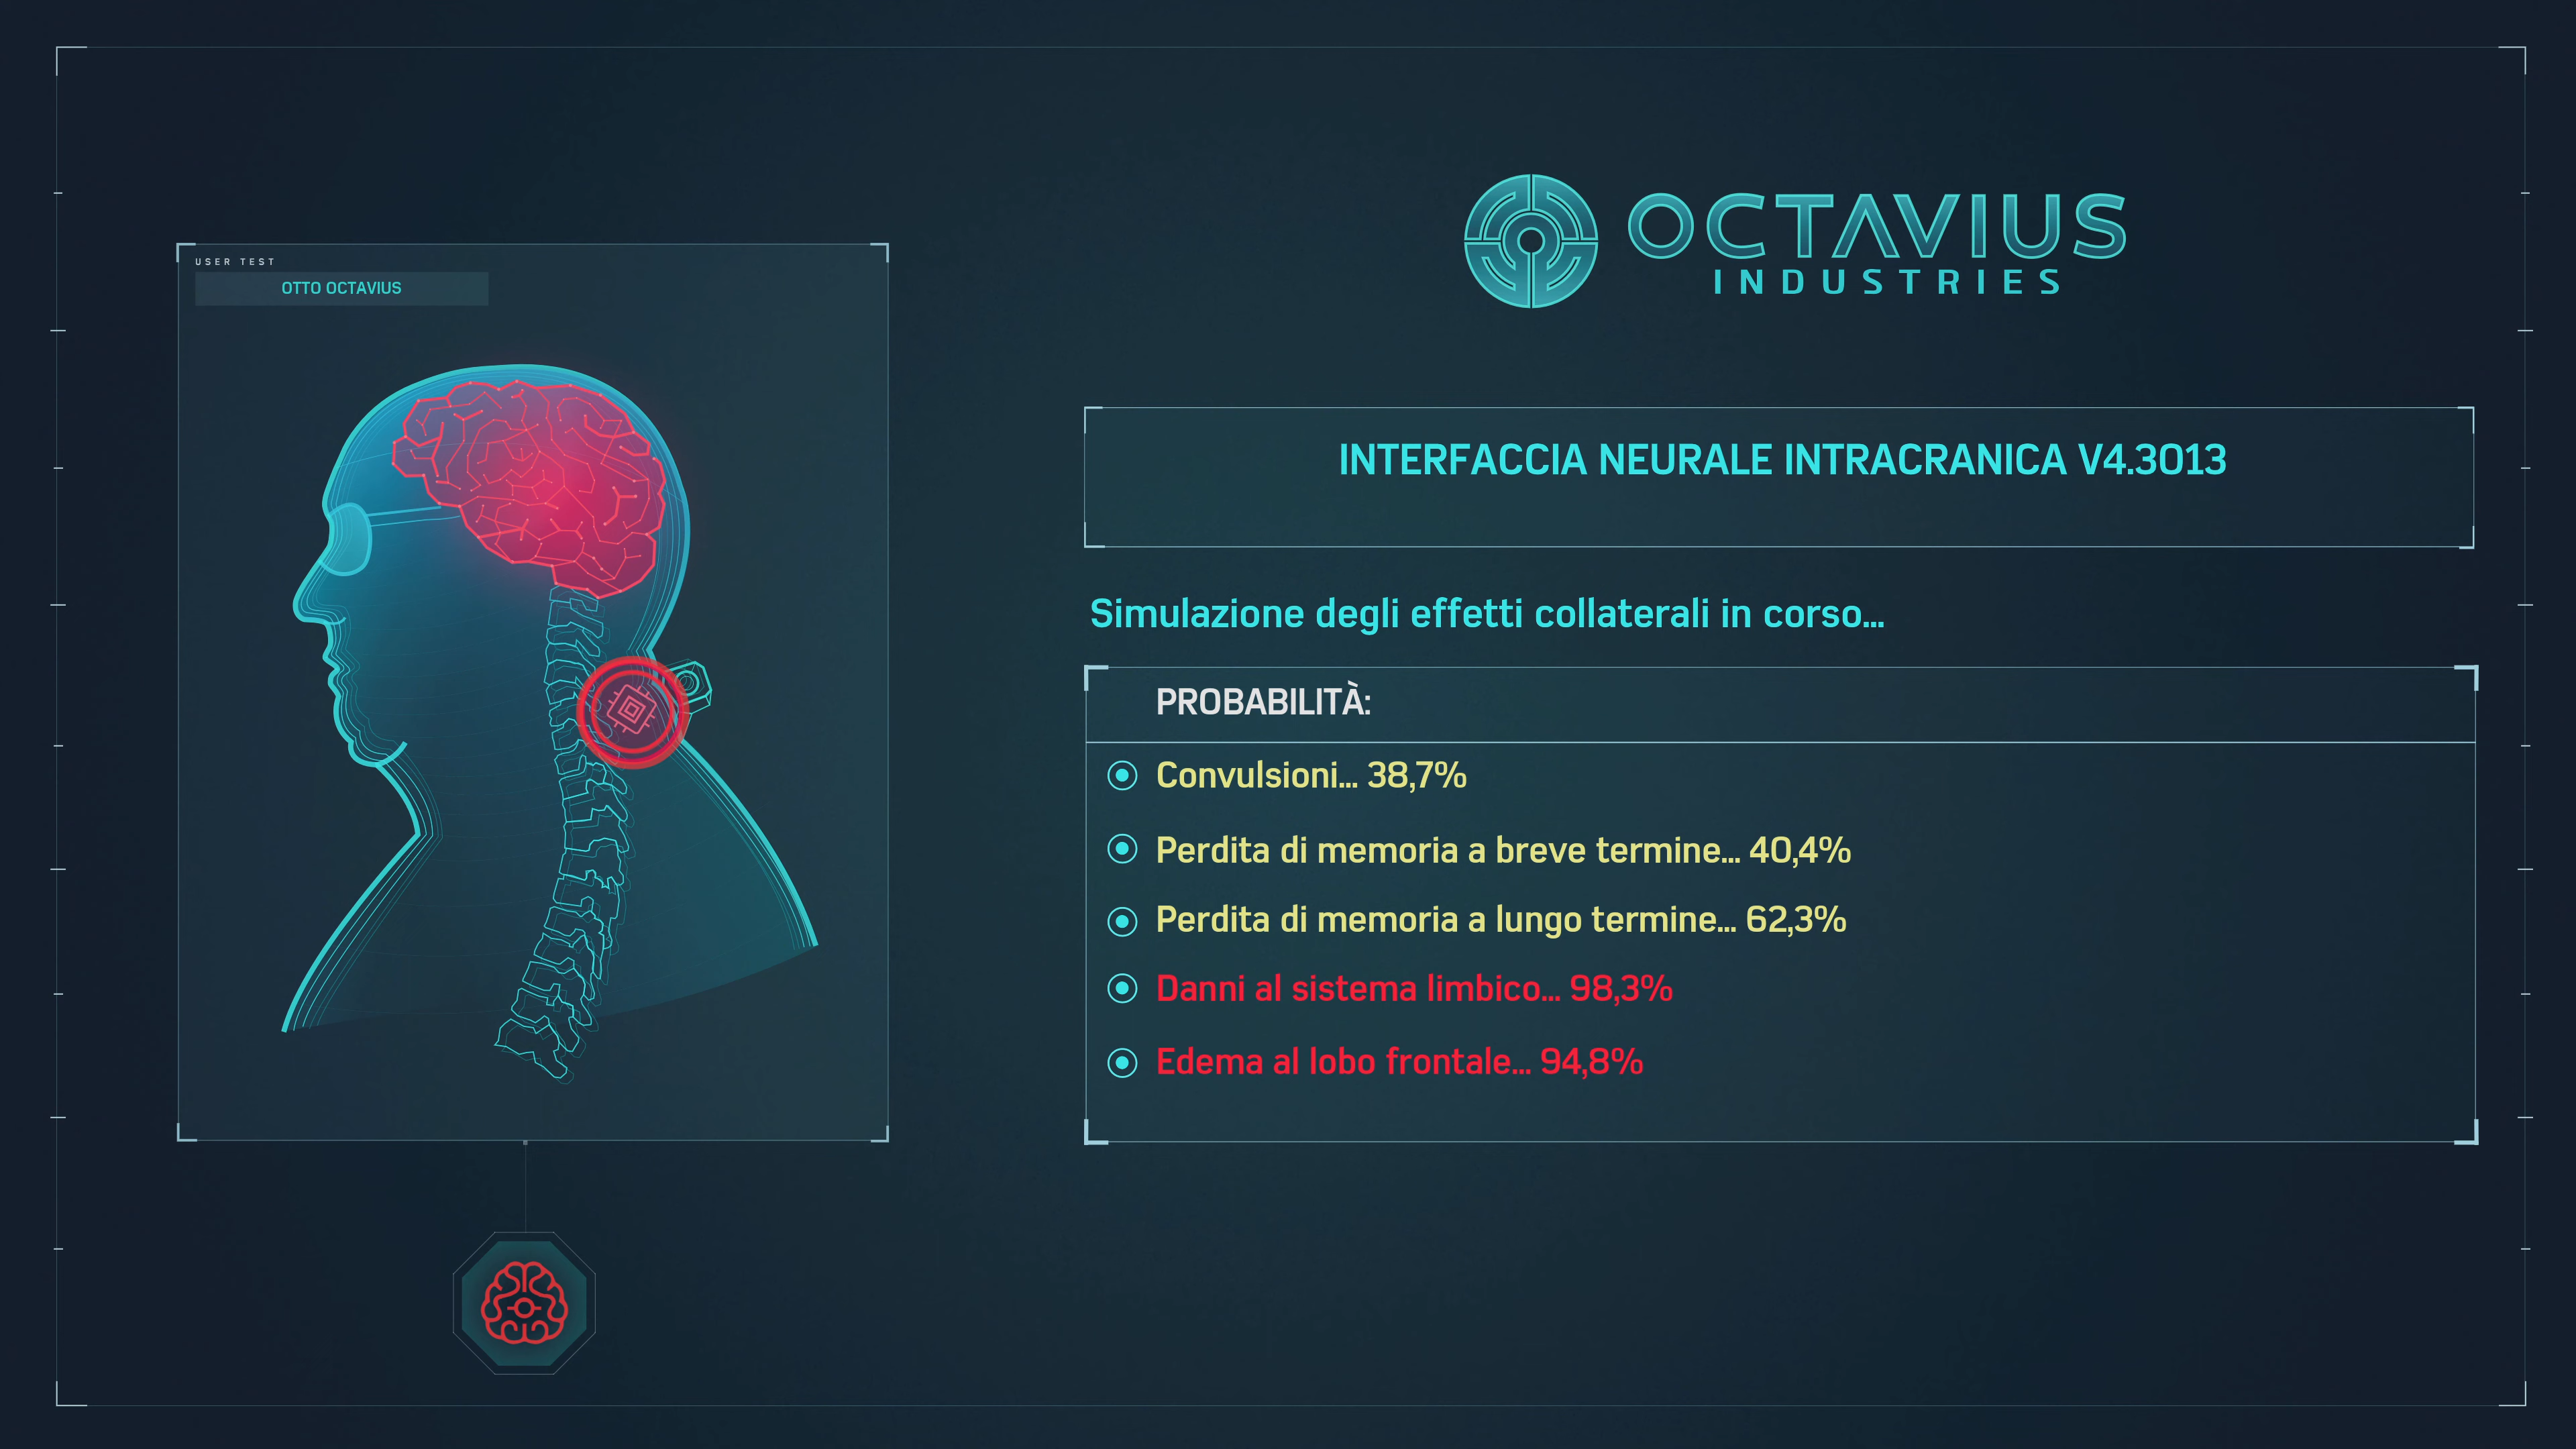 USER TEST
OTTO OCTAVIUS
OCTAVIUS
INDUSTRIES
INTERFACCIA NEURALE INTRACRANICA V4.3013
Simulazione degli effetti collaterali in corso...
PROBABILITÀ:
Convulsioni... 38,7%
Perdita di memoria a breve termine... 40,4%
Perdita di memoria a lungo termine... 62,3%
Danni al sistema limbico... 98,3%
Edema al lobo frontale... 94,8%